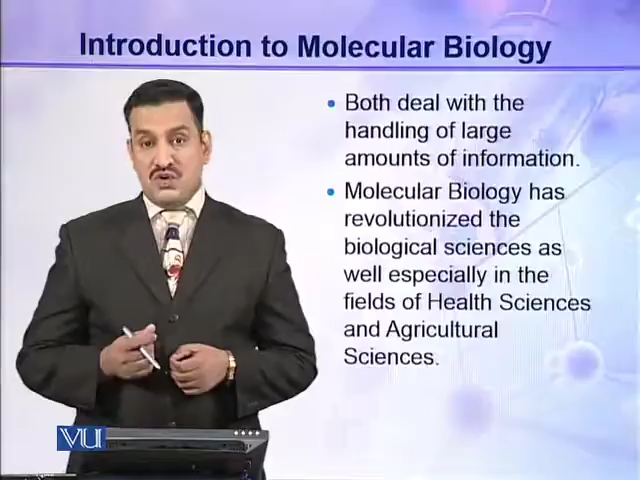 Introduction to Molecular Biology
• Both deal with the
handling of large
amounts of information.
• Molecular Biology has
revolutionized the
biological sciences as
well especially in the
fields of Health Sciences
and Agricultural
Sciences.
VU